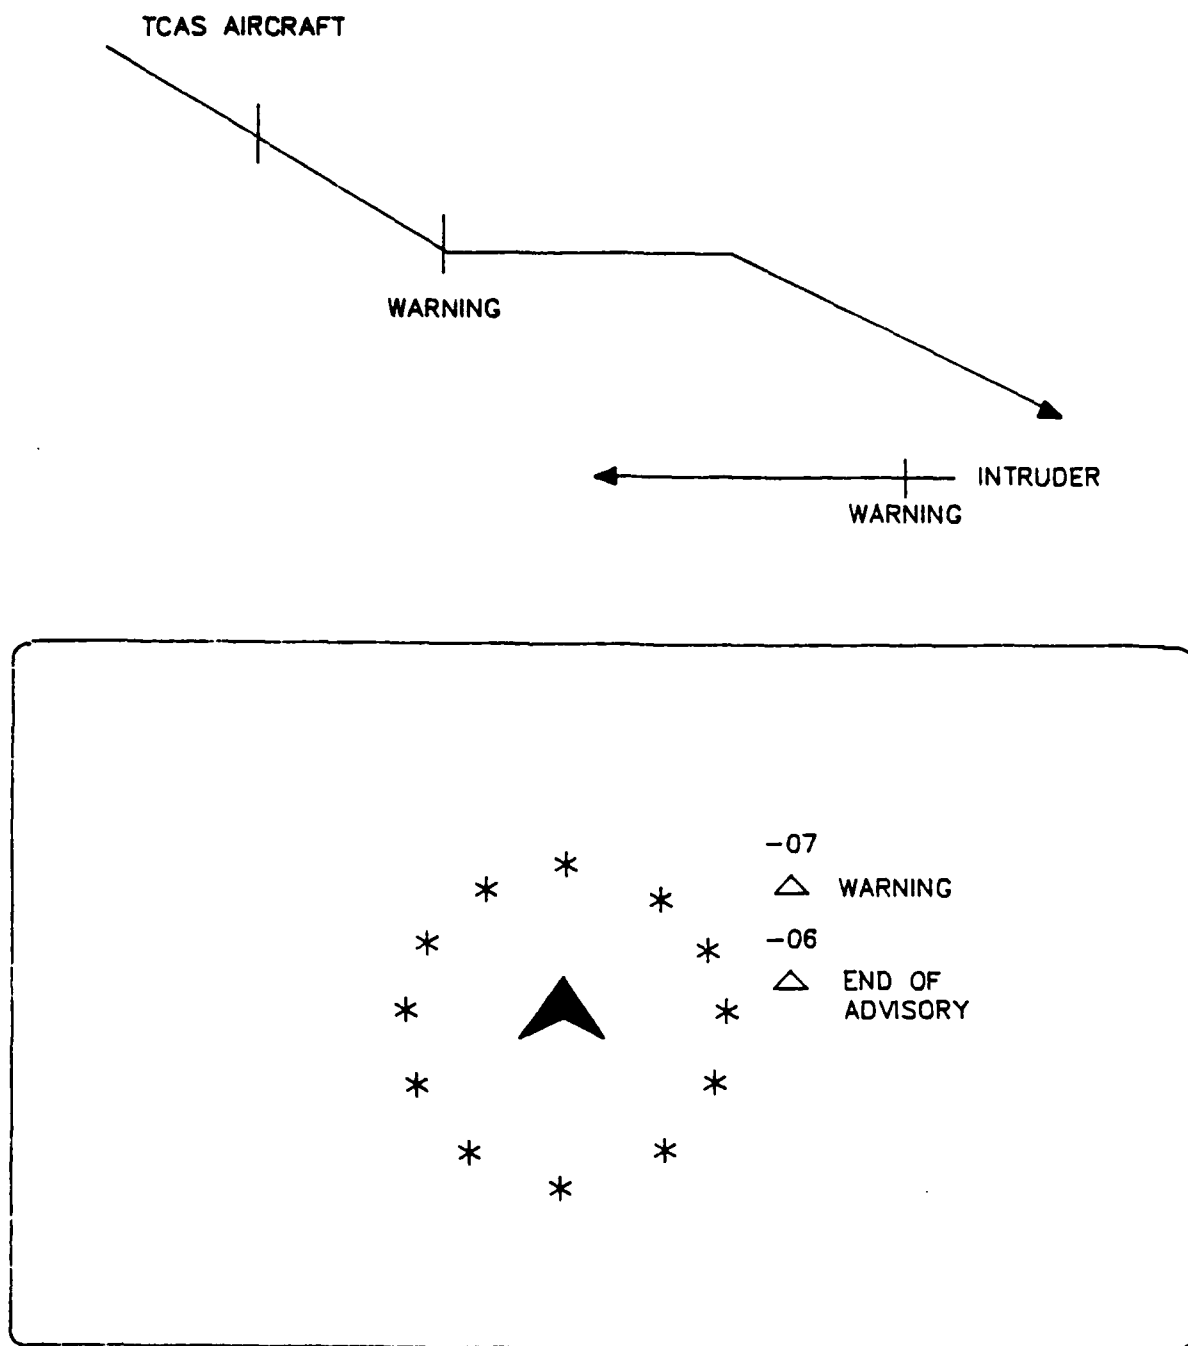 TCAS AIRCRAFT
WARNING
INTRUDER
WARNING
-07
WARNING
-06
END OF
ADVISORY